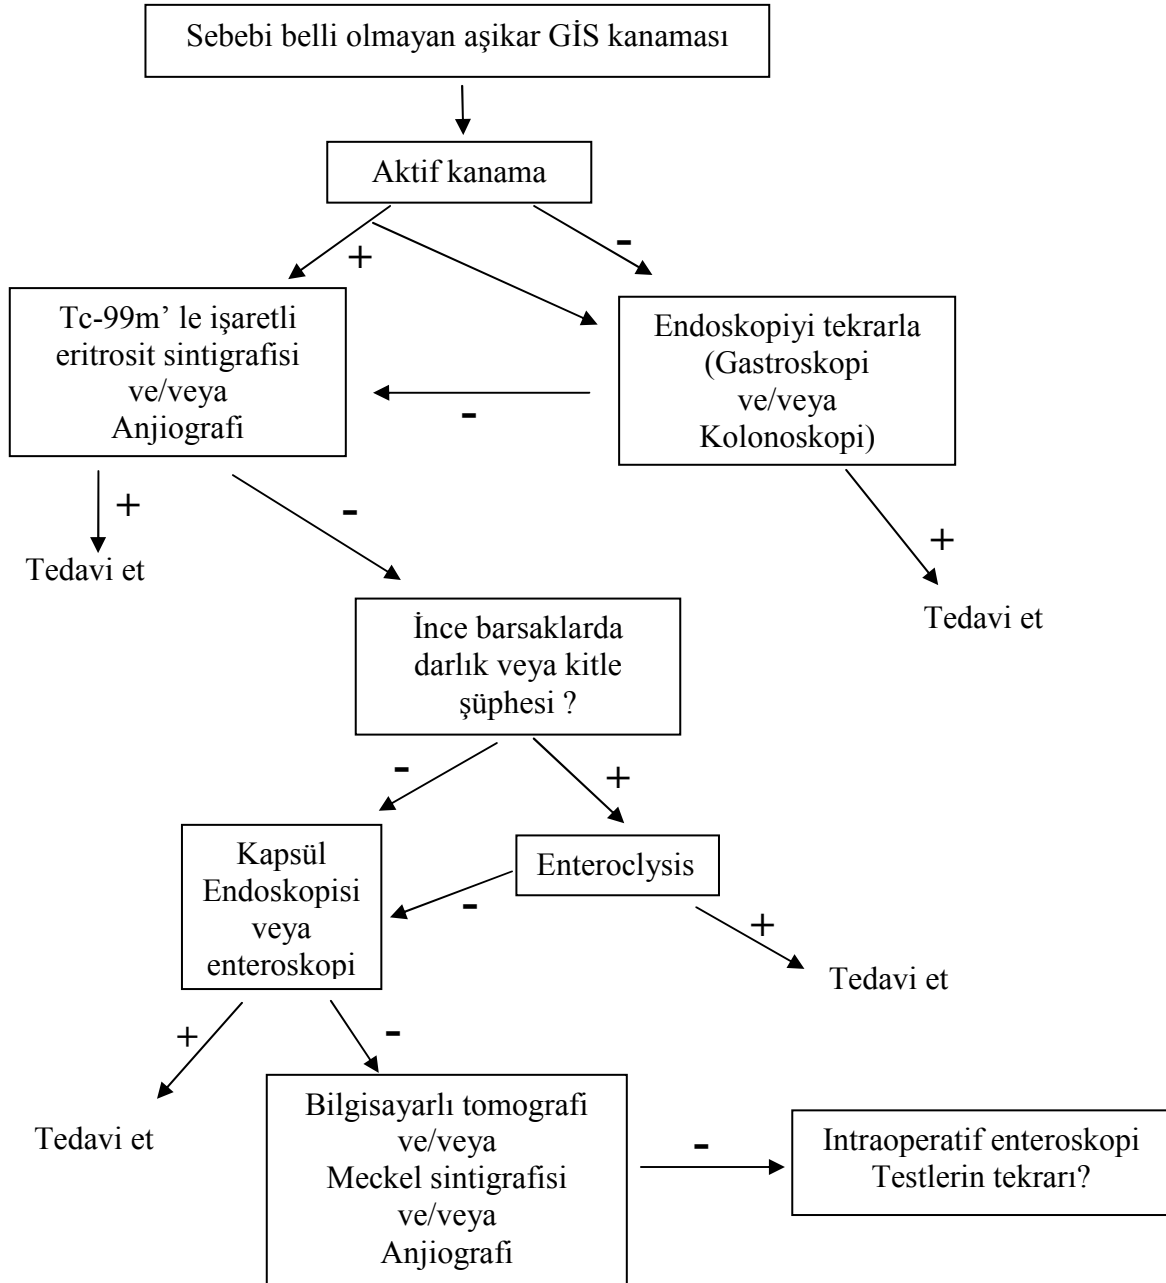 Sebebi belli olmayan aşikar GİS kanaması
Aktif kanama
-
+
Tc-99m’ le işaretli
eritrosit sintigrafisi
ve/veya
Anjiografi
Endoskopiyi tekrarla
(Gastroskopi
ve/veya
Kolonoskopi)
-
+
-
+
Tedavi et
Tedavi et
İnce barsaklarda
darlık veya kitle
şüphesi ?
-
+
Kapsül
Endoskopisi
veya
enteroskopi
Enteroclysis
-
+
Tedavi et
+
-
Tedavi et
Bilgisayarlı tomografi
ve/veya
Meckel sintigrafisi
ve/veya
Anjiografi
-
Intraoperatif enteroskopi
Testlerin tekrarı?